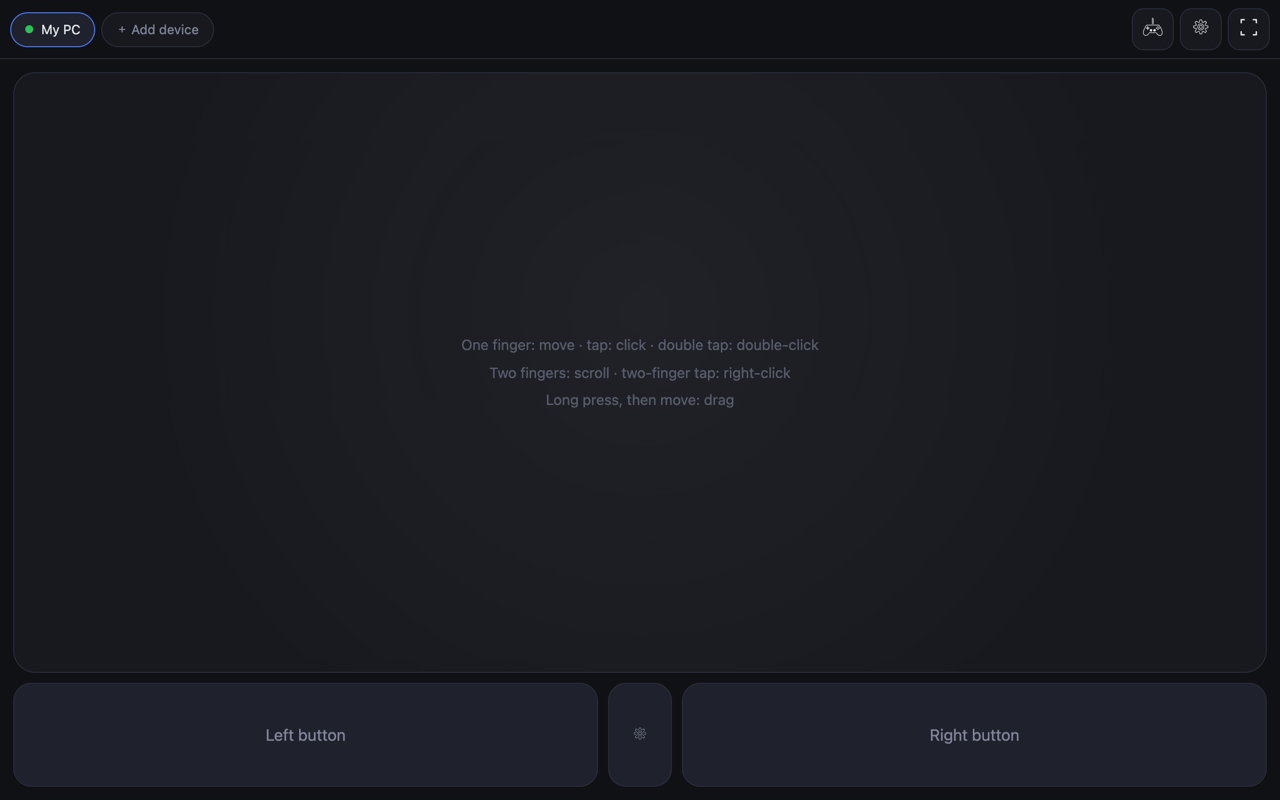 My PC
+ Add device
One finger: move · tap: click · double tap: double-click
Two fingers: scroll · two-finger tap: right-click
Long press, then move: drag
Left button
Right button